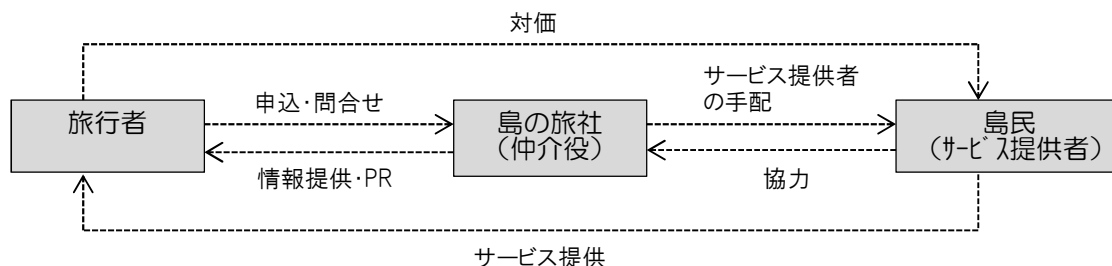 対価
サービス提供者
の手配
申込・問合せ
旅行者
島の旅社
(仲介役)
島民
(ｻｰﾋﾞｽ提供者)
情報提供・PR
協力
サービス提供